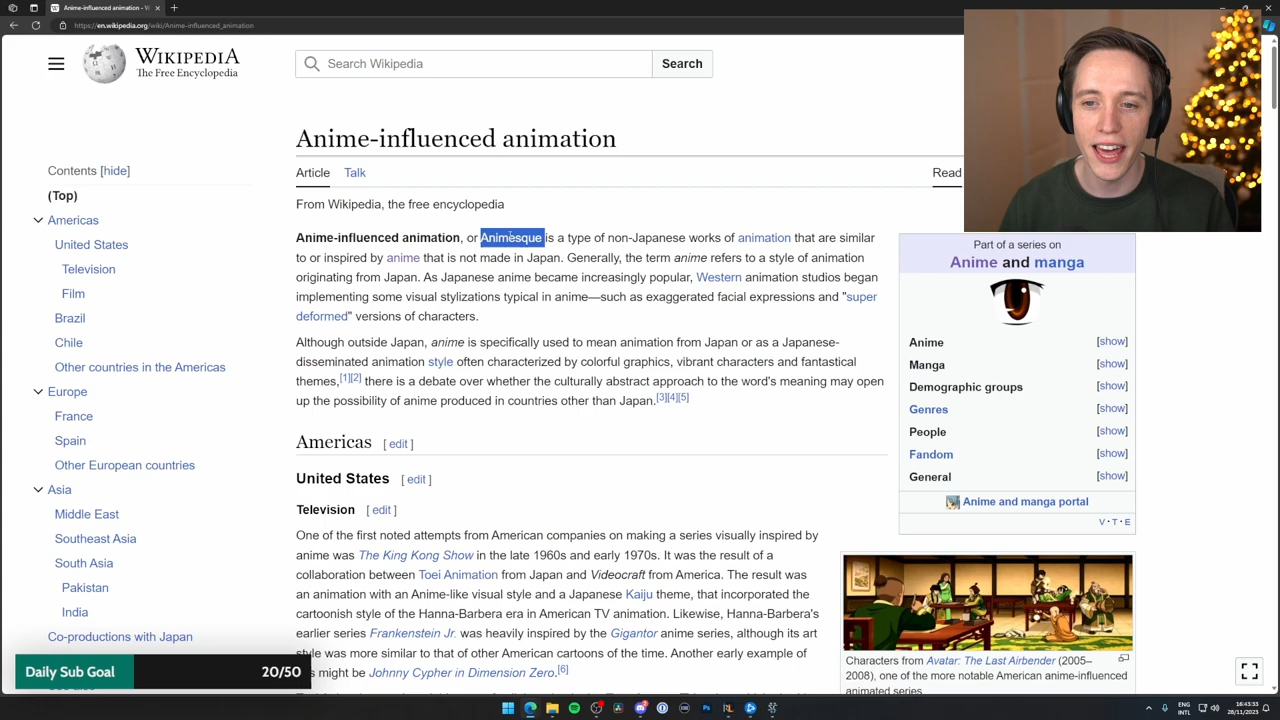 Anime-influenced animation - Wi
https://en.wikipedia.org/wiki/Anime-influenced_animation
WIKIPEDIA
The Free Encyclopedia
Search Wikipedia
Search
Contents [hide]
(Top)
Americas
United States
Television
Film
Brazil
Chile
Other countries in the Americas
Europe
France
Spain
Other European countries
Asia
Middle East
Southeast Asia
South Asia
Pakistan
India
Co-productions with Japan
Anime-influenced animation
Article
Talk
Read
From Wikipedia, the free encyclopedia
Anime-influenced animation, or Animesque is a type of non-Japanese works of animation that are similar
to or inspired by anime that is not made in Japan. Generally, the term anime refers to a style of animation
originating from Japan. As Japanese anime became increasingly popular, Western animation studios began
implementing some visual stylizations typical in anime—such as exaggerated facial expressions and "super
deformed" versions of characters.
Although outside Japan, anime is specifically used to mean animation from Japan or as a Japanese-
disseminated animation style often characterized by colorful graphics, vibrant characters and fantastical
themes,[1][2] there is a debate over whether the culturally abstract approach to the word's meaning may open
up the possibility of anime produced in countries other than Japan.[3][4][5]
Americas [ edit ]
United States [ edit ]
Television [ edit ]
One of the first noted attempts from American companies on making a series visually inspired by
anime was The King Kong Show in the late 1960s and early 1970s. It was the result of a
collaboration between Toei Animation from Japan and Videocraft from America. The result was
an animation with an Anime-like visual style and a Japanese Kaiju theme, that incorporated the
cartoonish style of the Hanna-Barbera era in American TV animation. Likewise, Hanna-Barbera's
earlier series Frankenstein Jr. was heavily inspired by the Gigantor anime series, although its art
style was more similar to that of other American cartoons of the time. Another early example of
might be Johnny Cypher in Dimension Zero.[6]
Part of a series on
Anime and manga
Anime [show]
Manga [show]
Demographic groups [show]
Genres [show]
People [show]
Fandom [show]
General [show]
Anime and manga portal
V·T·E
Characters from Avatar: The Last Airbender (2005–
2008), one of the more notable American anime-influenced
animated series
Daily Sub Goal
20/50
ENG
INTL
16:43:33
28/11/2023